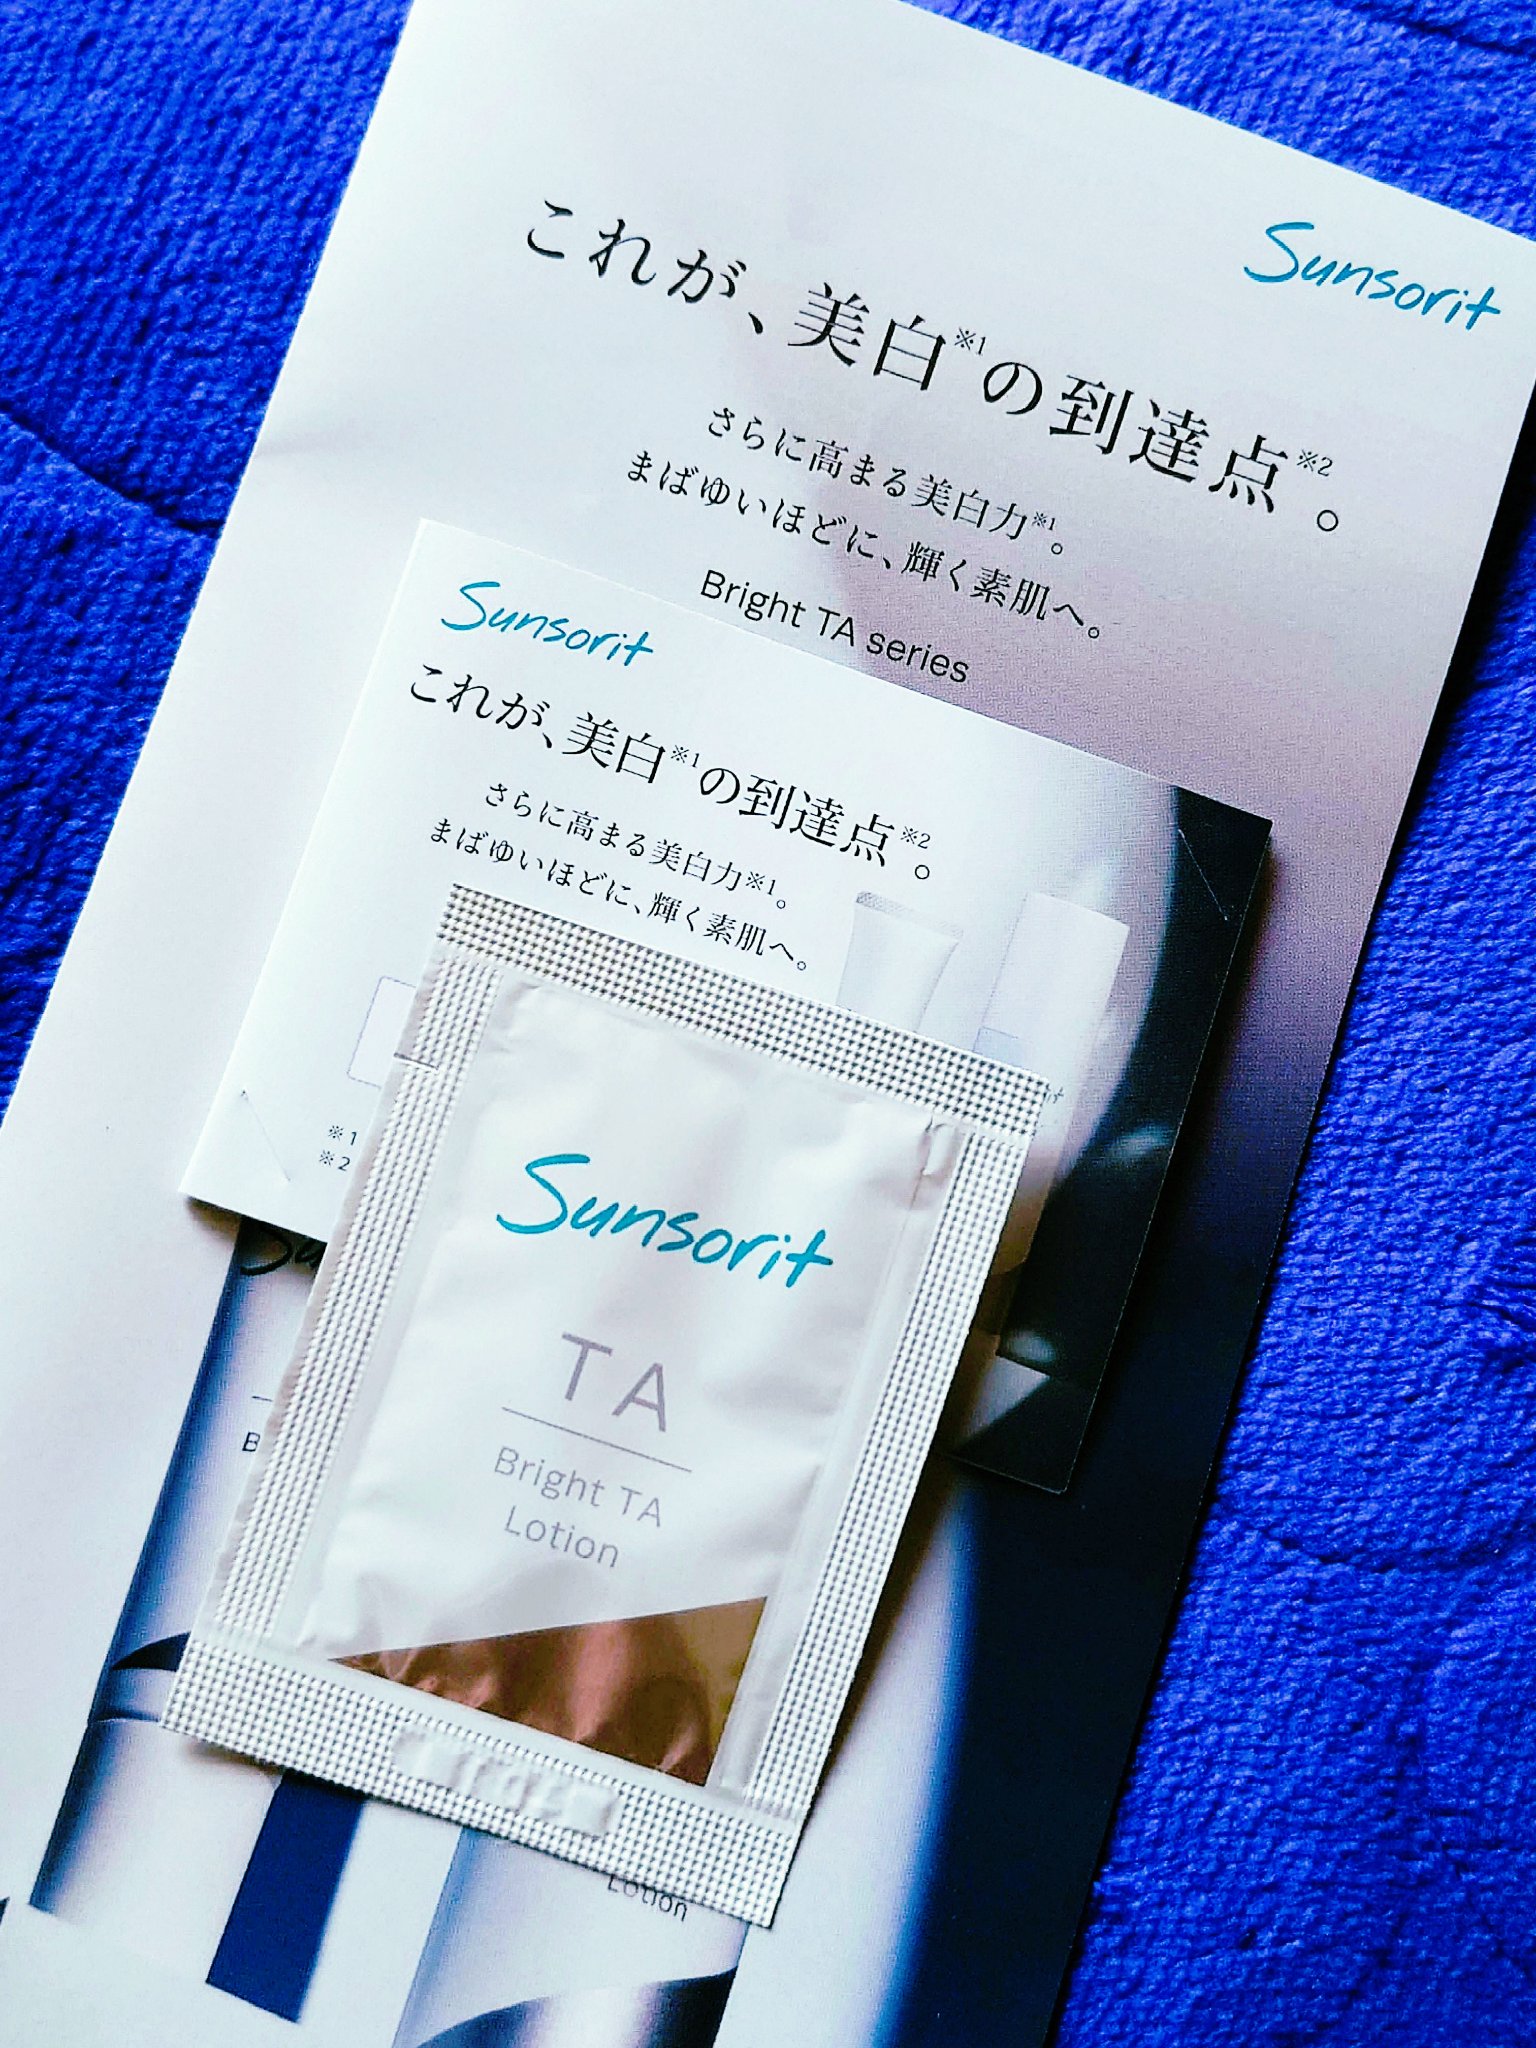 Sunsorit
これが、美白※1の到達点※2。
さらに高まる美白力※1。
まばゆいほどに、輝く素肌へ。
Bright TA series
Sunsorit
これが、美白※1の到達点※2。
さらに高まる美白力※1。
まばゆいほどに、輝く素肌へ。
※1
※2
Sunsorit
TA
Bright TA
Lotion
Lotion